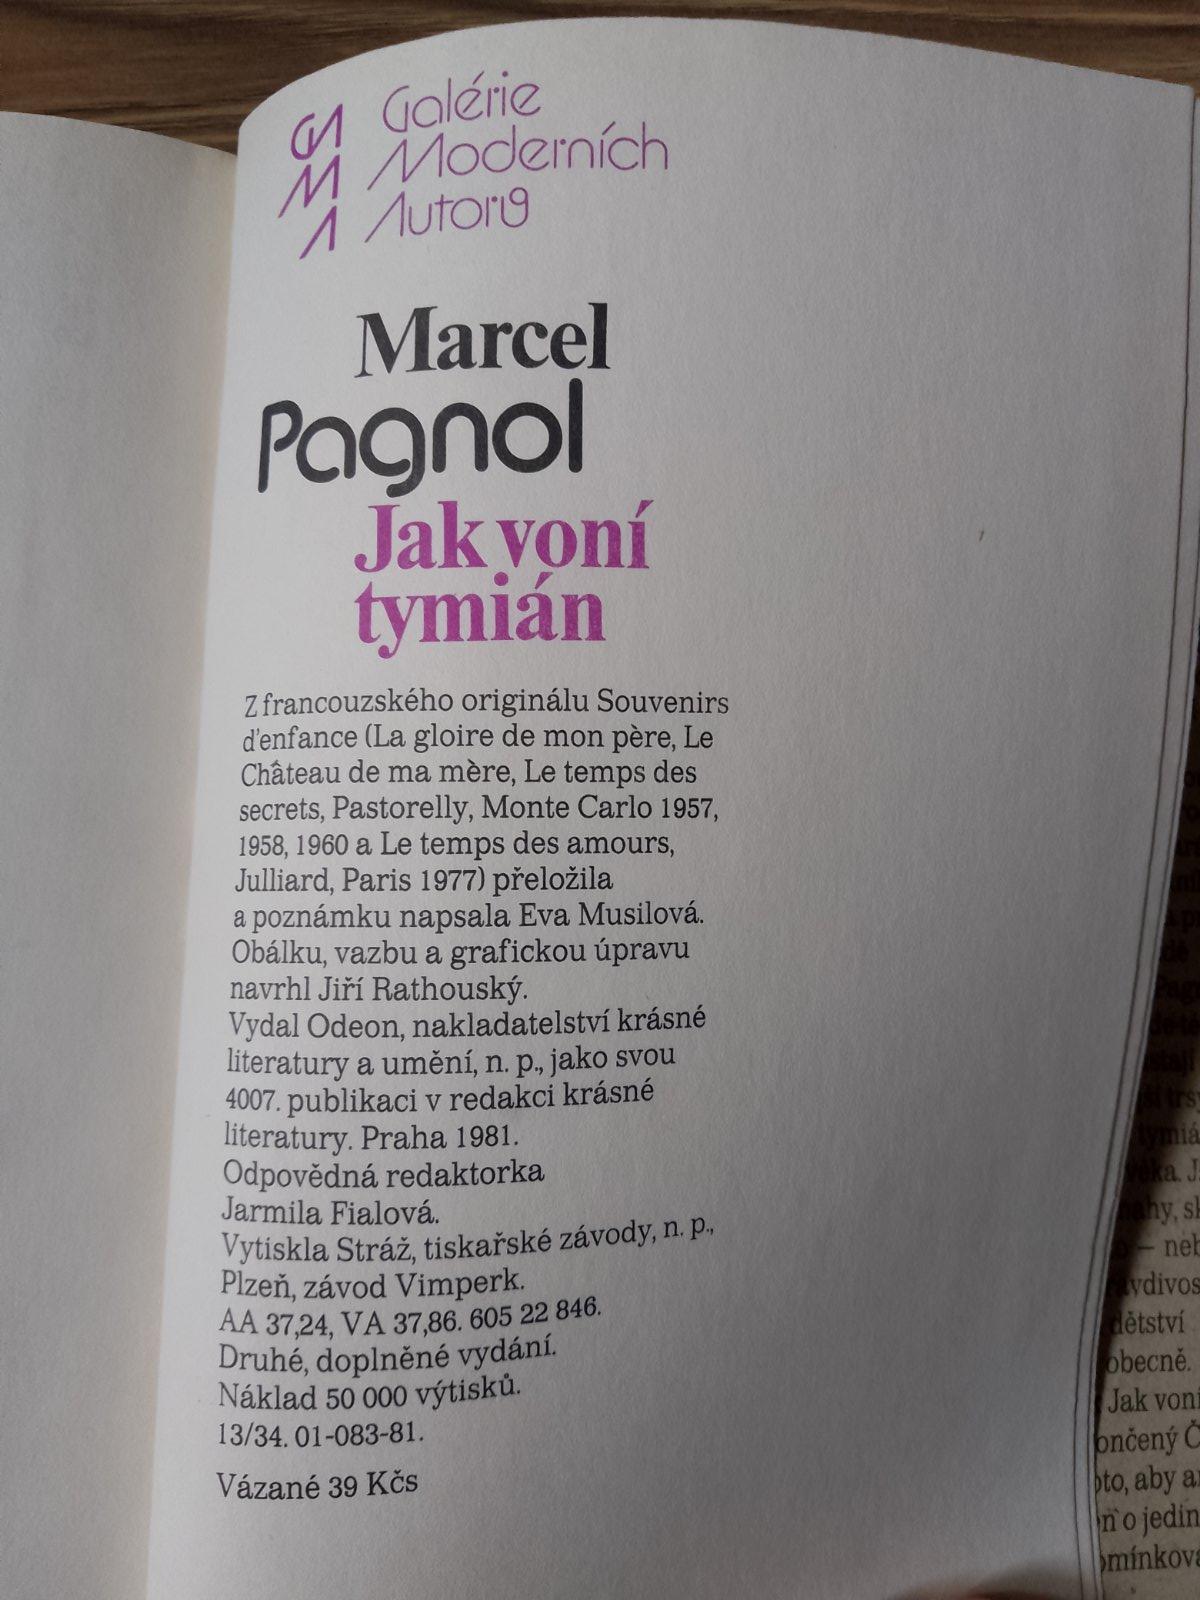 GMA
Galérie
Moderních
Autorů
Marcel
Pagnol
Jak voní
tymián
Z francouzského originálu Souvenirs
d'enfance (La gloire de mon père, Le
Château de ma mère, Le temps des
secrets, Pastorelly, Monte Carlo 1957,
1958, 1960 a Le temps des amours,
Julliard, Paris 1977) přeložila
a poznámku napsala Eva Musilová.
Obálku, vazbu a grafickou úpravu
navrhl Jiří Rathouský.
Vydal Odeon, nakladatelství krásné
literatury a umění, n. p., jako svou
4007. publikaci v redakci krásné
literatury. Praha 1981.
Odpovědná redaktorka
Jarmila Fialová.
Vytiskla Stráž, tiskařské závody, n. p.,
Plzeň, závod Vimperk.
AA 37,24, VA 37,86. 605 22 846.
Druhé, doplněné vydání.
Náklad 50 000 výtisků.
13/34. 01-083-81.
Vázané 39 Kčs
dětství
obecně.
Jak voní